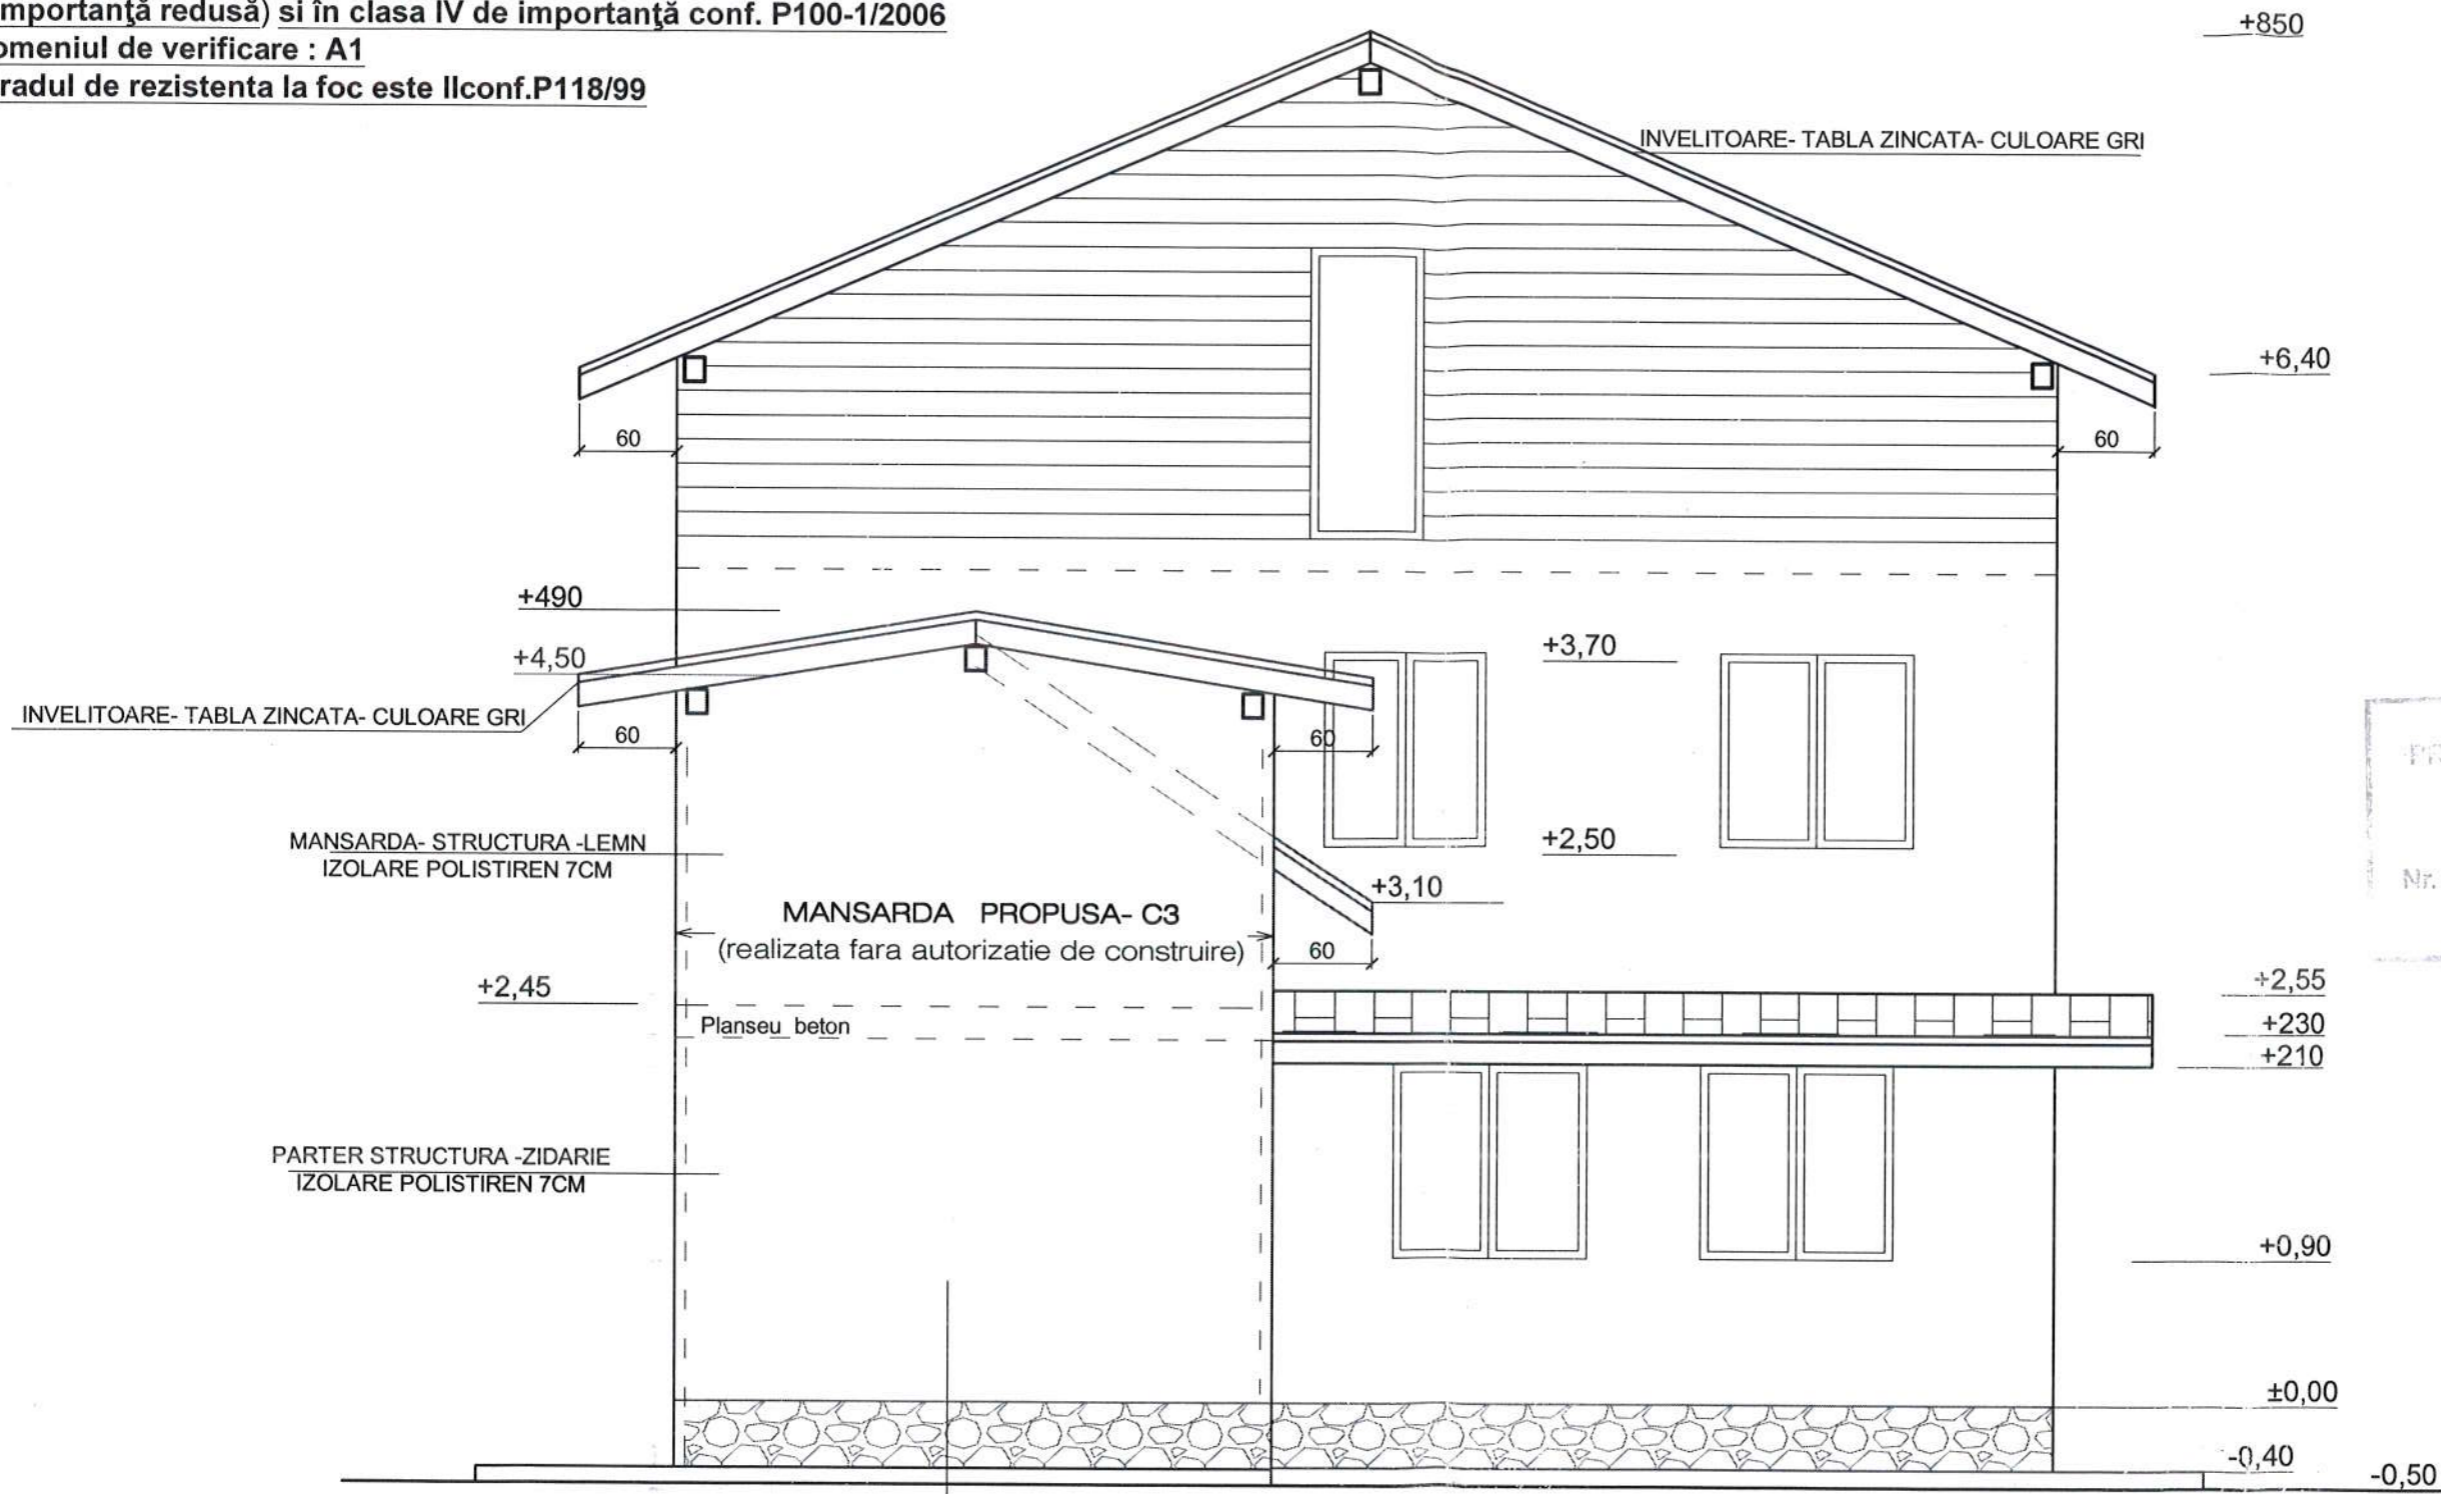 mportanţă redusă) si în clasa IV de importanţă conf. P100-1/2006
omeniul de verificare : A1
radul de rezistenta la foc este IIconf.P118/99
+850
INVELITOARE- TABLA ZINCATA- CULOARE GRI
+6,40
60
60
+490
+4,50
+3,70
INVELITOARE- TABLA ZINCATA- CULOARE GRI
60
60
MANSARDA- STRUCTURA -LEMN
IZOLARE POLISTIREN 7CM
+2,50
+3,10
MANSARDA PROPUSA- C3
(realizata fara autorizatie de construire)
60
Nr.
+2,45
Planseu beton
+2,55
+230
+210
PARTER STRUCTURA -ZIDARIE
IZOLARE POLISTIREN 7CM
+0,90
±0,00
-0,40
-0,50